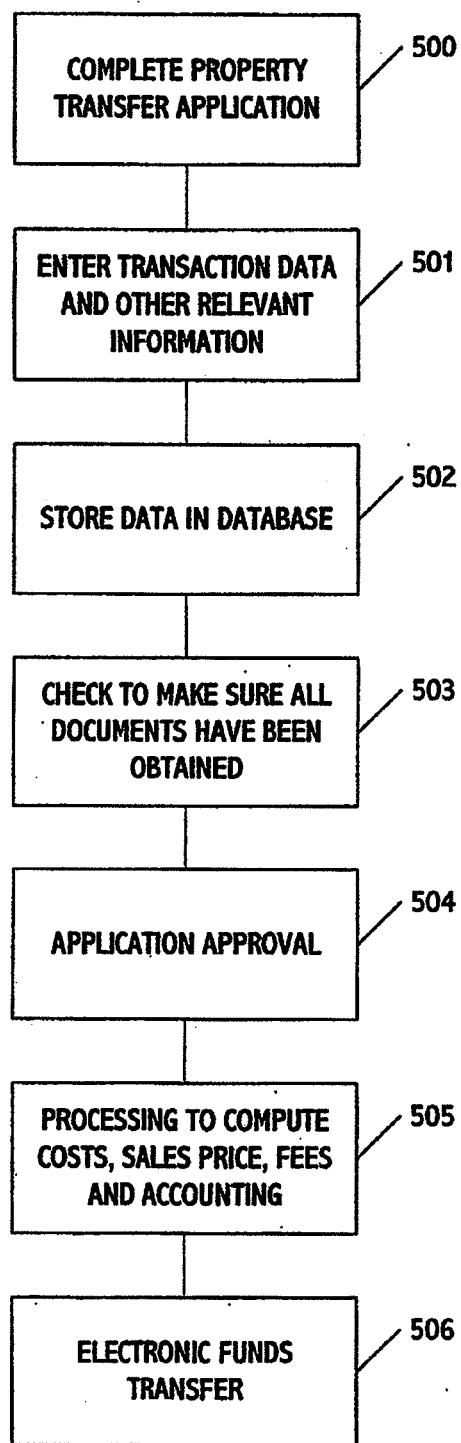 COMPLETE PROPERTY
TRANSFER APPLICATION
500
ENTER TRANSACTION DATA
AND OTHER RELEVANT
INFORMATION
501
STORE DATA IN DATABASE
502
CHECK TO MAKE SURE ALL
DOCUMENTS HAVE BEEN
OBTAINED
503
APPLICATION APPROVAL
504
PROCESSING TO COMPUTE
COSTS, SALES PRICE, FEES
AND ACCOUNTING
505
ELECTRONIC FUNDS
TRANSFER
506